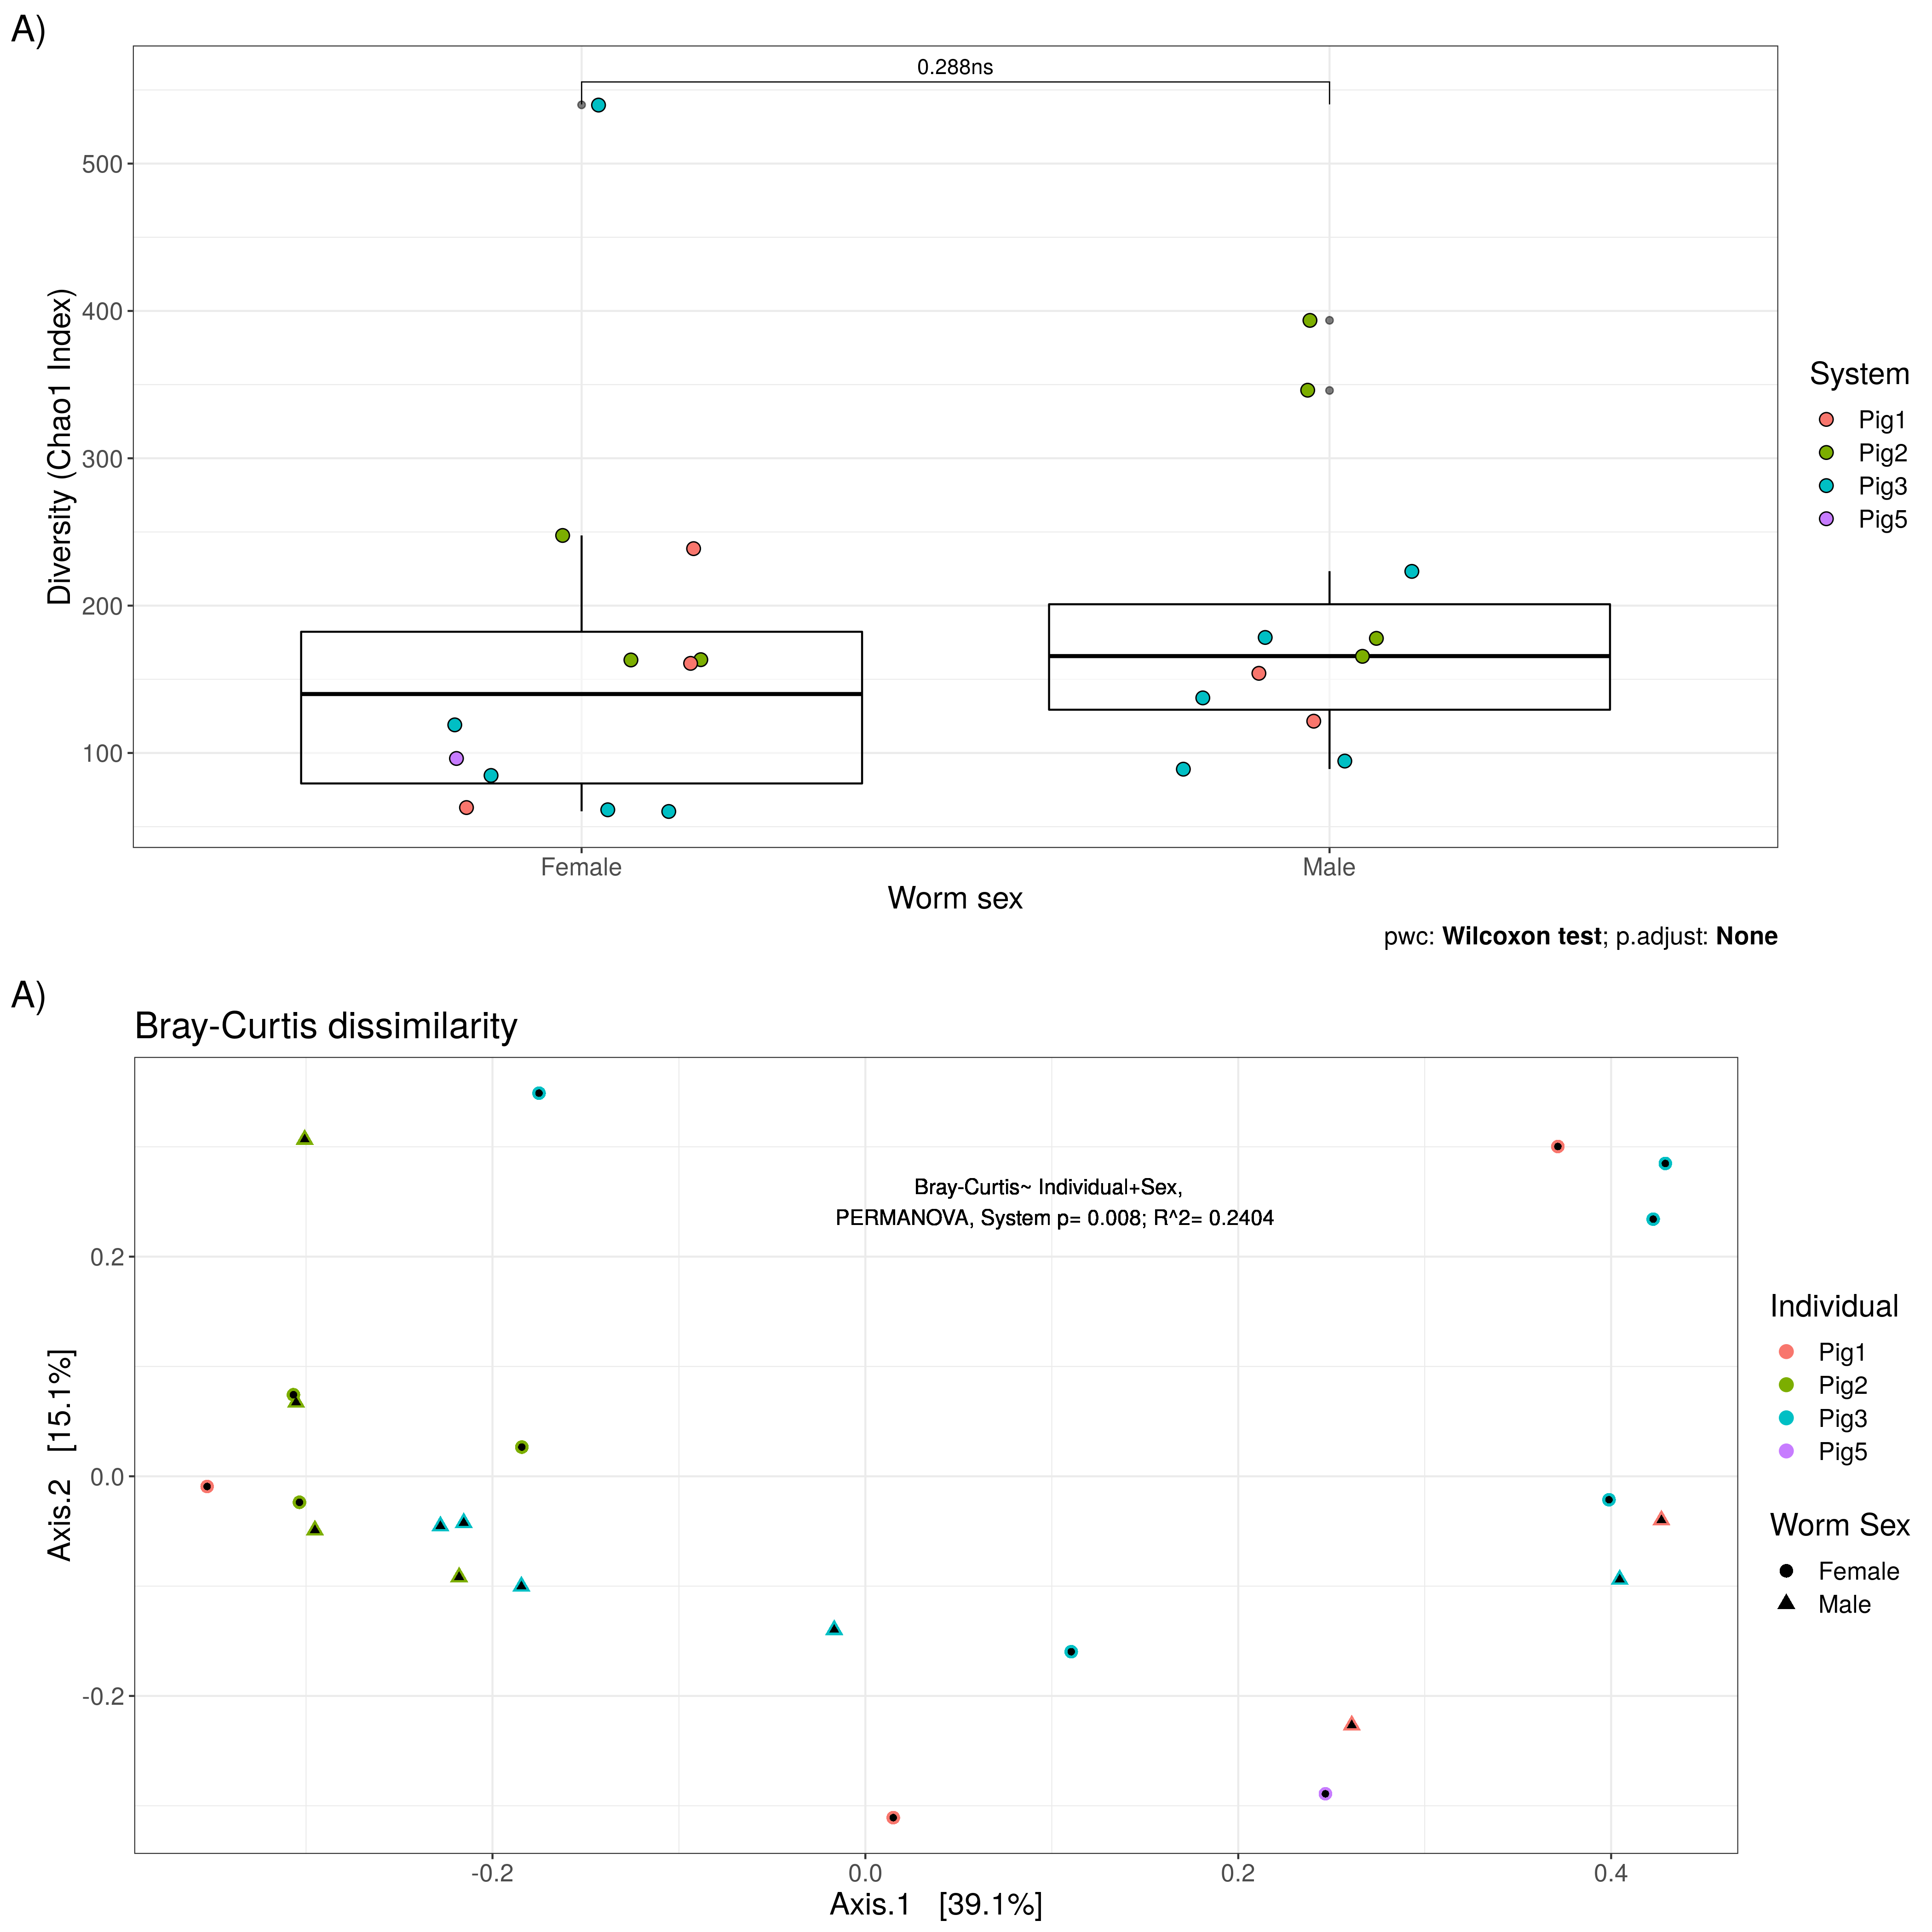 A)
0.288ns
500
400
300
200
100
Diversity (Chao1 Index)
Female
Male
Worm sex
pwc: Wilcoxon test; p.adjust: None
System
Pig1
Pig2
Pig3
Pig5
A)
Bray-Curtis dissimilarity
Bray-Curtis~ Individual+Sex,
PERMANOVA, System p= 0.008; R^2= 0.2404
0.2
0.0
-0.2
Axis.2 [15.1%]
-0.2
0.0
0.2
0.4
Axis.1 [39.1%]
Individual
Pig1
Pig2
Pig3
Pig5
Worm Sex
Female
Male